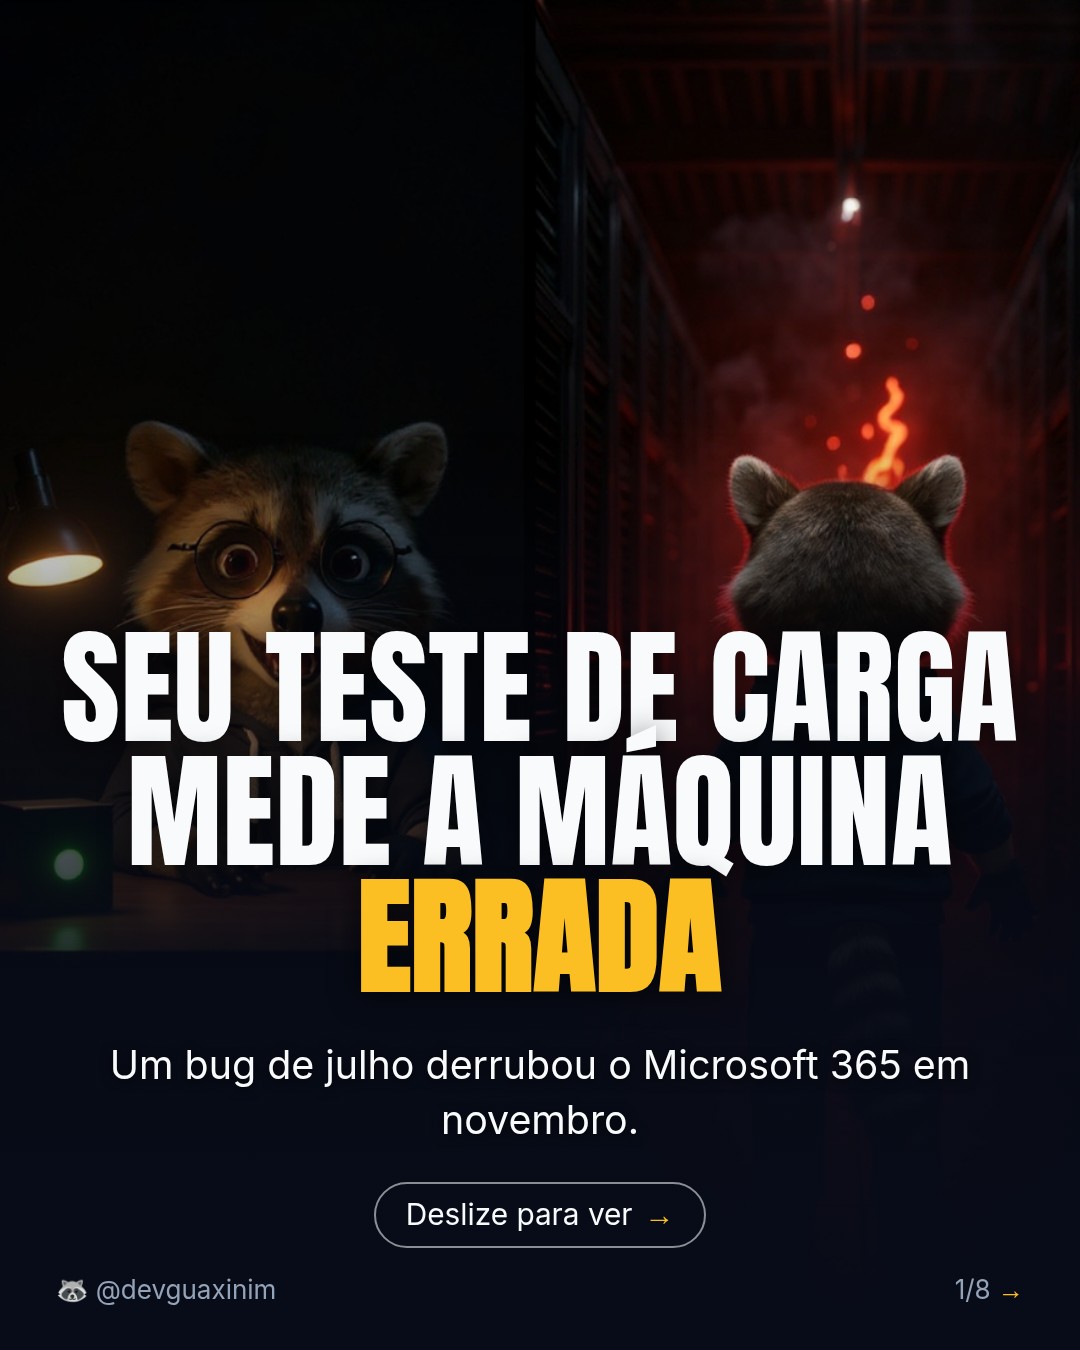 SEU TESTE DE CARGA
MEDE A MÁQUINA
ERRADA
Um bug de julho derrubou o Microsoft 365 em
novembro.
Deslize para ver →
🦝 @devguaxinim
1/8 →